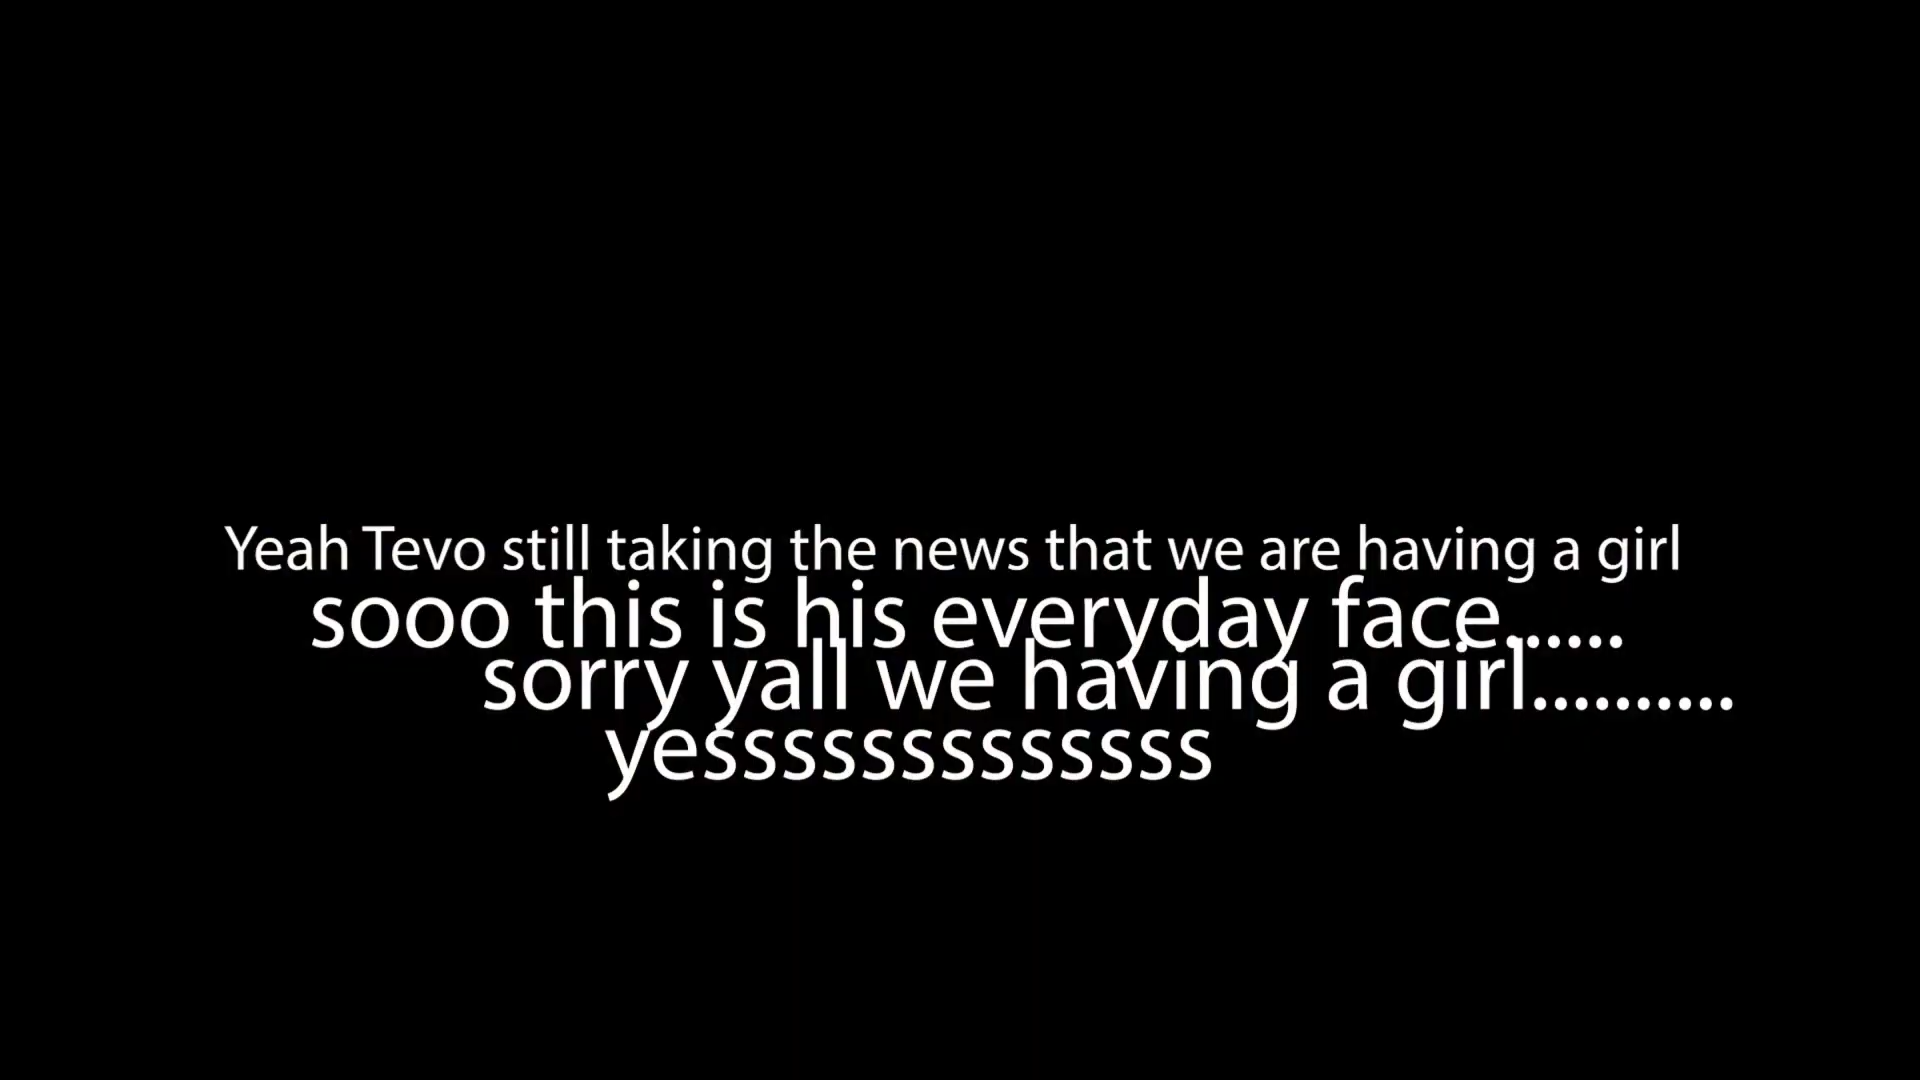 Yeah Tevo still taking the news that we are having a girl
sooo this is his everyday face......
sorry yall we having a girl..........
yesssssssssssss